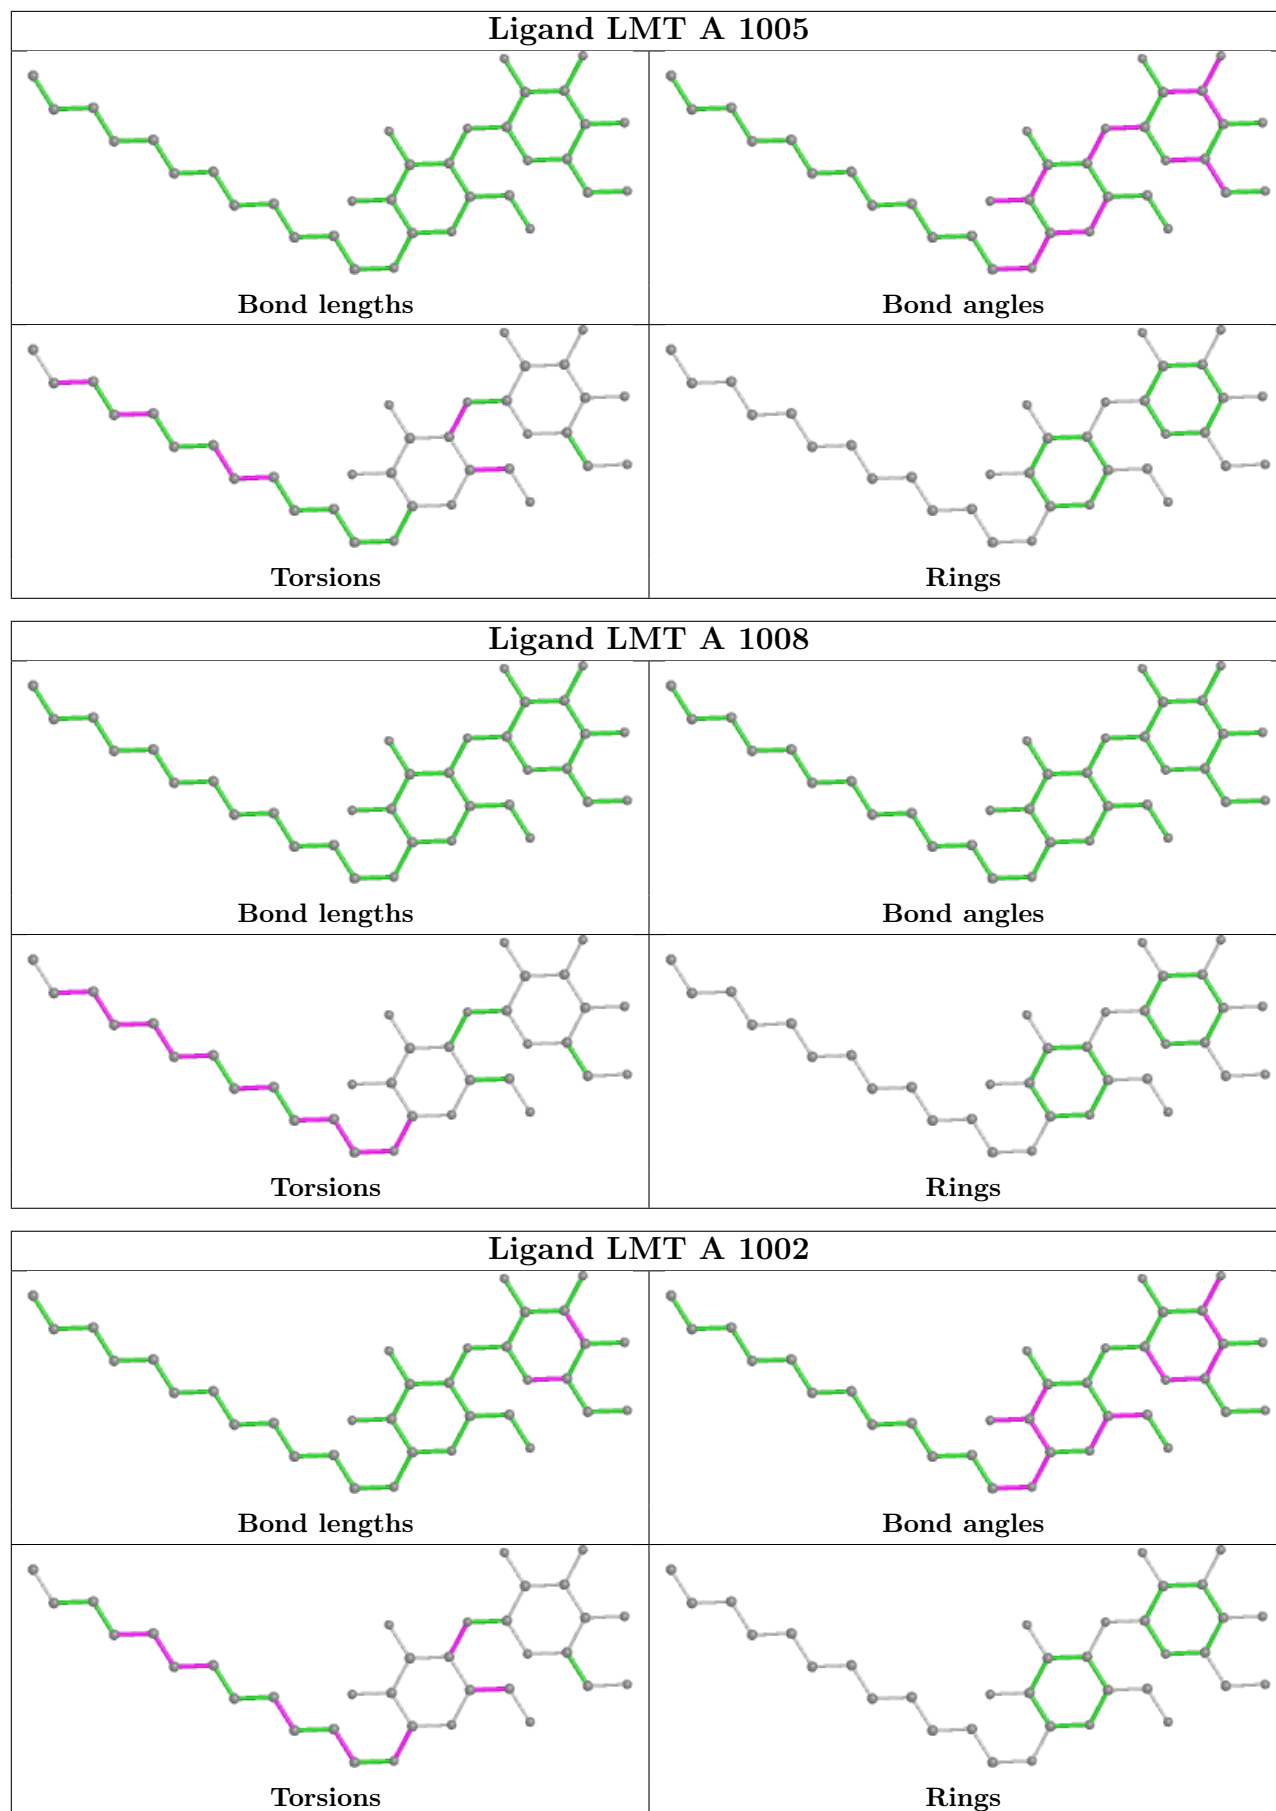 Ligand LMT A 1005
Bond lengths
Bond angles
Torsions
Rings
Ligand LMT A 1008
Bond lengths
Bond angles
Torsions
Rings
Ligand LMT A 1002
Bond lengths
Bond angles
Torsions
Rings